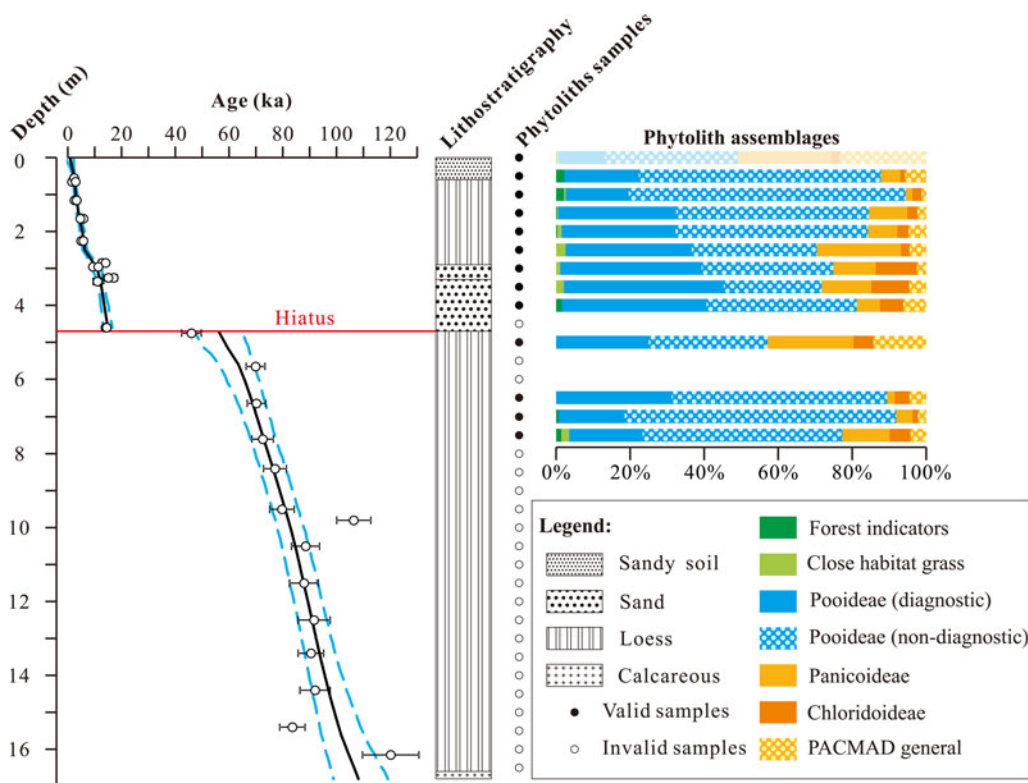 Depth (m)
Age (ka)
Lithostratigraphy
Phytoliths samples
Phytolith assemblages
0 20 40 60 80 100 120
0
2
4
6
8
10
12
14
16
Hiatus
0% 20% 40% 60% 80% 100%
Legend:
Sandy soil
Sand
Loess
Calcareous
Valid samples
Invalid samples
Forest indicators
Close habitat grass
Pooideae (diagnostic)
Pooideae (non-diagnostic)
Panicoideae
Chloridoideae
PACMAD general